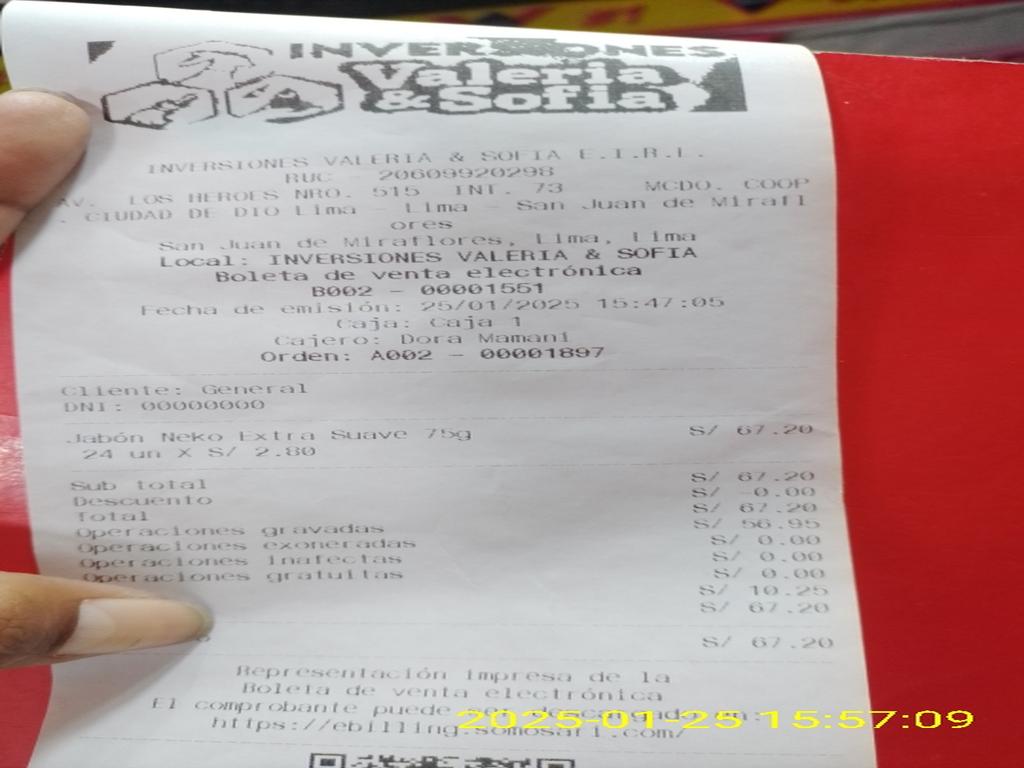 INVERSIONES
Valeria
& Sofia
INVERSIONES VALERIA & SOFIA E.I.R.L.
RUC - 20609920298
AV. LOS HEROES NRO. 515 INT. 73 MCDO. COOP
. CIUDAD DE DIO Lima - Lima - San Juan de Mirafl
ores
San Juan de Miraflores, Lima, Lima
Local: INVERSIONES VALERIA & SOFIA
Boleta de venta electrónica
B002 - 00001551
Fecha de emisión: 25/01/2025 15:47:05
Caja: Caja 1
Cajero: Dora Mamani
Orden: A002 - 00001897
Cliente: General
DNI: 00000000
Jabón Neko Extra Suave 75g S/ 67.20
24 un X S/ 2.80
Sub total S/ 67.20
Descuento S/ -0.00
Total S/ 67.20
Operaciones gravadas S/ 56.95
Operaciones exoneradas S/ 0.00
Operaciones inafectas S/ 0.00
Operaciones gratuitas S/ 0.00
S/ 10.25
S/ 67.20
S/ 67.20
Representación impresa de la
Boleta de venta electrónica
El comprobante puede ser descargado en:
https://ebilling.somosari.com/
2025-01-25 15:57:09